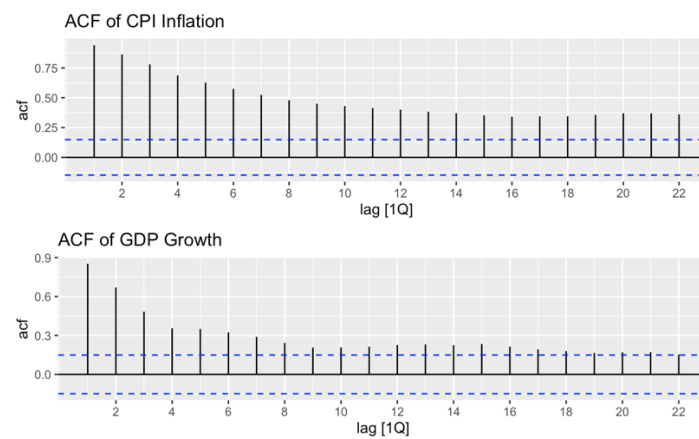 ACF of CPI Inflation
0.75
0.50
0.25
0.00
acf
2 4 6 8 10 12 14 16 18 20 22
lag [1Q]
ACF of GDP Growth
0.9
0.6
0.3
0.0
acf
2 4 6 8 10 12 14 16 18 20 22
lag [1Q]